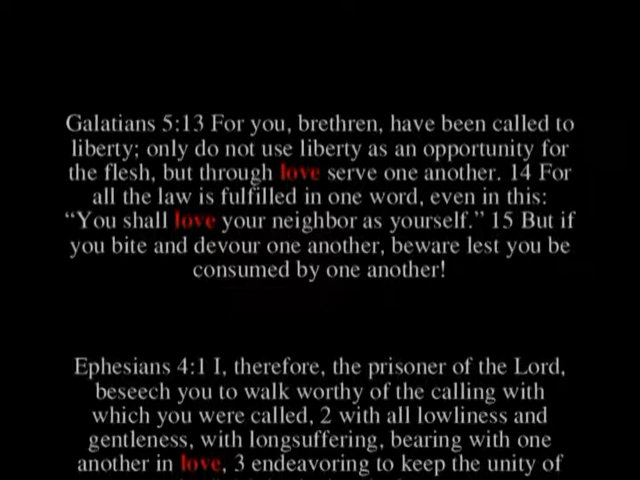 Galatians 5:13 For you, brethren, have been called to
liberty; only do not use liberty as an opportunity for
the flesh, but through love serve one another. 14 For
all the law is fulfilled in one word, even in this:
“You shall love your neighbor as yourself.” 15 But if
you bite and devour one another, beware lest you be
consumed by one another!
Ephesians 4:1 I, therefore, the prisoner of the Lord,
beseech you to walk worthy of the calling with
which you were called, 2 with all lowliness and
gentleness, with longsuffering, bearing with one
another in love, 3 endeavoring to keep the unity of